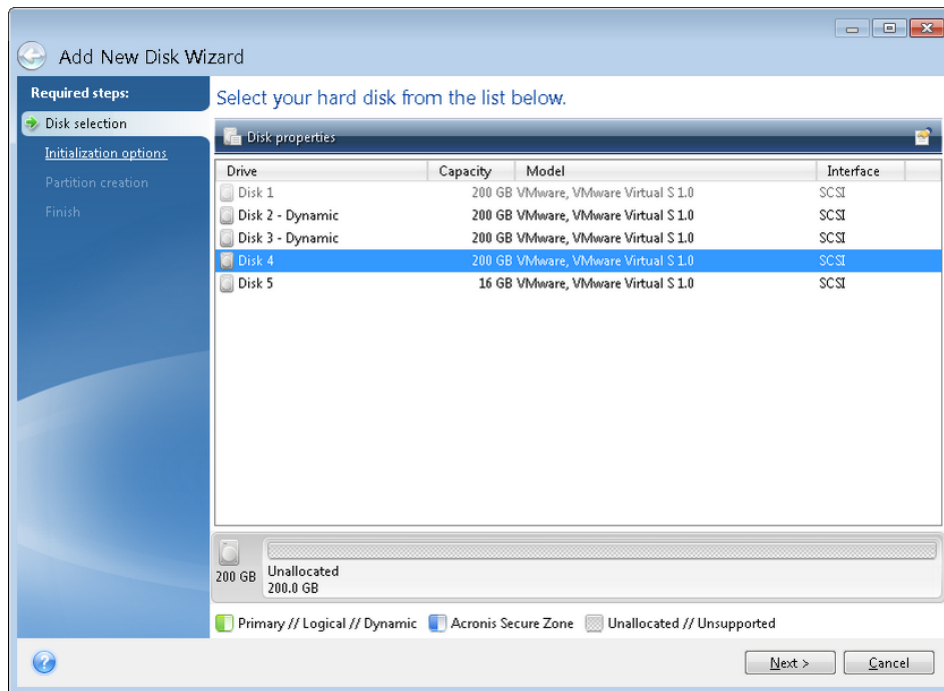 Add New Disk Wizard
Required steps:
Select your hard disk from the list below.
Disk selection
Initialization options
Partition creation
Finish
Disk properties
Drive Capacity Model Interface
Disk 1 200 GB VMware, VMware Virtual S 1.0 SCSI
Disk 2 - Dynamic 200 GB VMware, VMware Virtual S 1.0 SCSI
Disk 3 - Dynamic 200 GB VMware, VMware Virtual S 1.0 SCSI
Disk 4 200 GB VMware, VMware Virtual S 1.0 SCSI
Disk 5 16 GB VMware, VMware Virtual S 1.0 SCSI
200 GB
Unallocated
200.0 GB
Primary // Logical // Dynamic Acronis Secure Zone Unallocated // Unsupported
? Next > Cancel